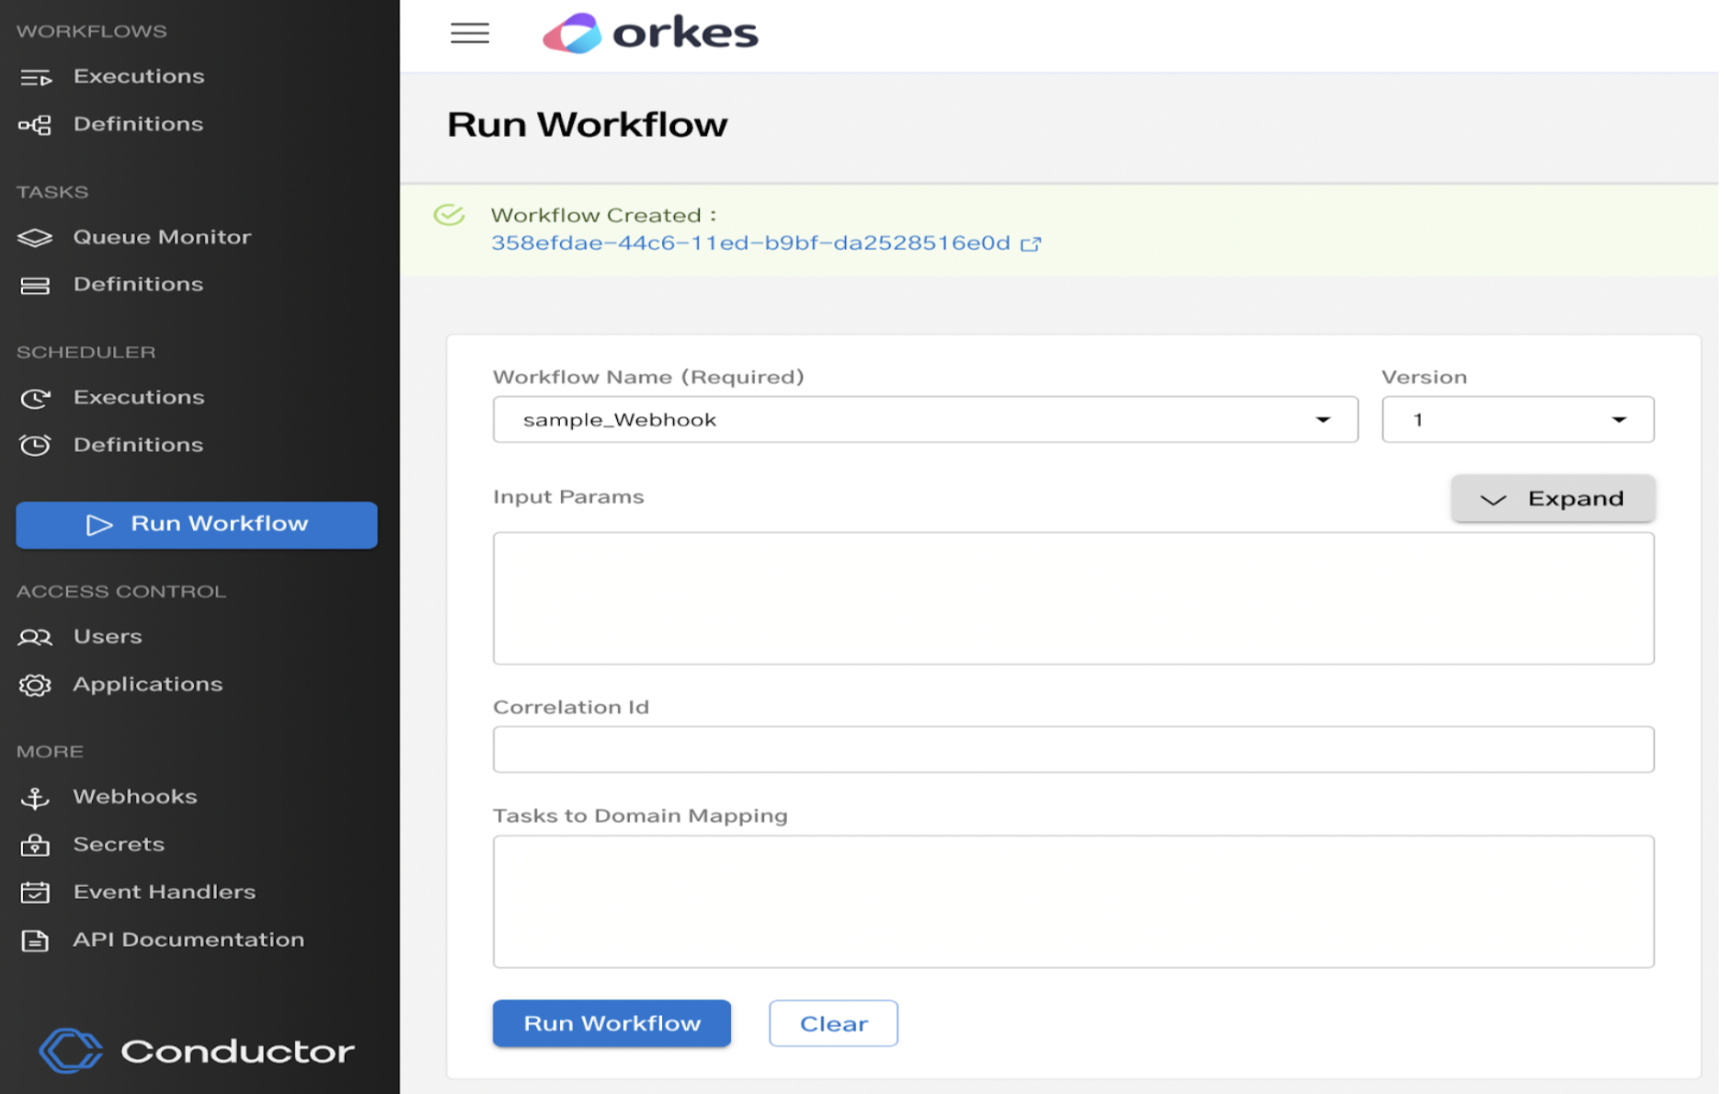 WORKFLOWS
Executions
Definitions
TASKS
Queue Monitor
Definitions
SCHEDULER
Executions
Definitions
Run Workflow
ACCESS CONTROL
Users
Applications
MORE
Webhooks
Secrets
Event Handlers
API Documentation
Conductor
orkes
Run Workflow
Workflow Created :
358efdae-44c6-11ed-b9bf-da2528516e0d
Workflow Name (Required)
Version
sample_Webhook
1
Input Params
Expand
Correlation Id
Tasks to Domain Mapping
Run Workflow
Clear